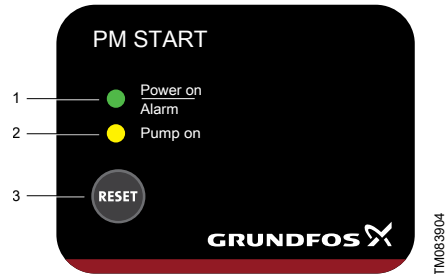 PM START
1
Power on
Alarm
2
Pump on
3
RESET
GRUNDFOS
TM083904